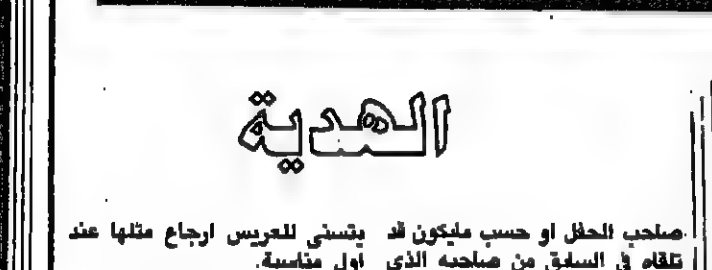 الهدية
صاحب الحفل او حسب مايكون قد
تلقاه في السابق من صاحبه الذي
يتسنى للعريس ارجاع مثلها عند
أول مناسبة.